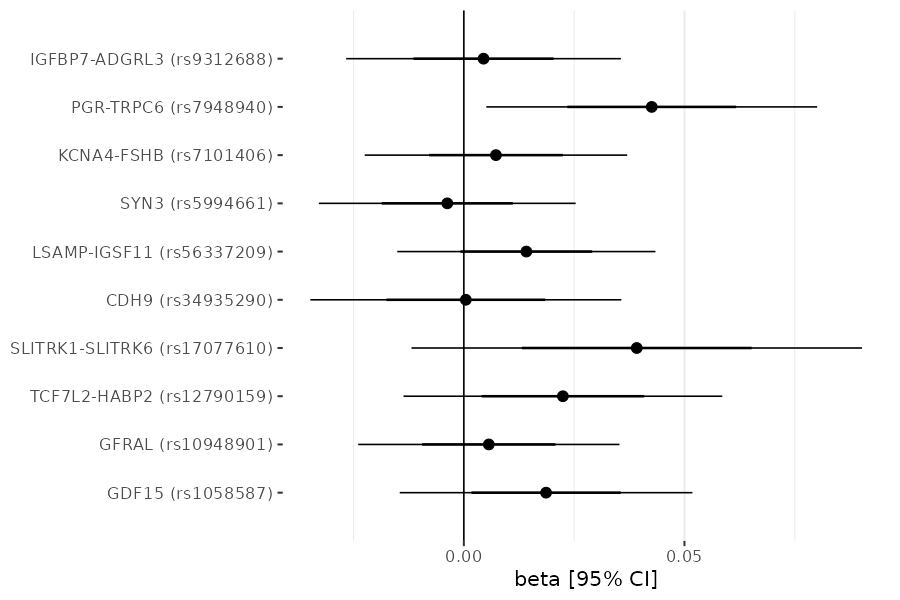 IGFBP7-ADGRL3 (rs9312688)
PGR-TRPC6 (rs7948940)
KCNA4-FSHB (rs7101406)
SYN3 (rs5994661)
LSAMP-IGSF11 (rs56337209)
CDH9 (rs34935290)
SLITRK1-SLITRK6 (rs17077610)
TCF7L2-HABP2 (rs12790159)
GFRAL (rs10948901)
GDF15 (rs1058587)
0.00 0.05
beta [95% CI]